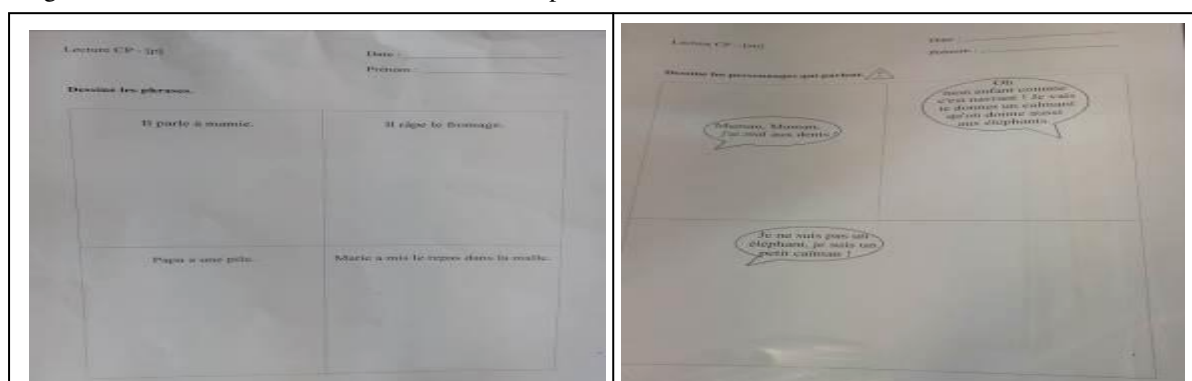 Lecture CP - [p]
Date :
Prénom :
Dessine les phrases.
Il parle à mamie.
Il râpe le fromage.
Papa a une pile.
Marie a mis le repas dans la malle.
Lecture CP -
Date :
Prénom :
Dessine les personnages qui parlent.
Maman, Maman,
j'ai mal aux dents !
Oh
mon enfant comme
c'est navrant ! Je vais
te donner un calmant
qu'on donne aussi
aux éléphants.
Je ne suis pas un
éléphant, je suis un
petit caïman !